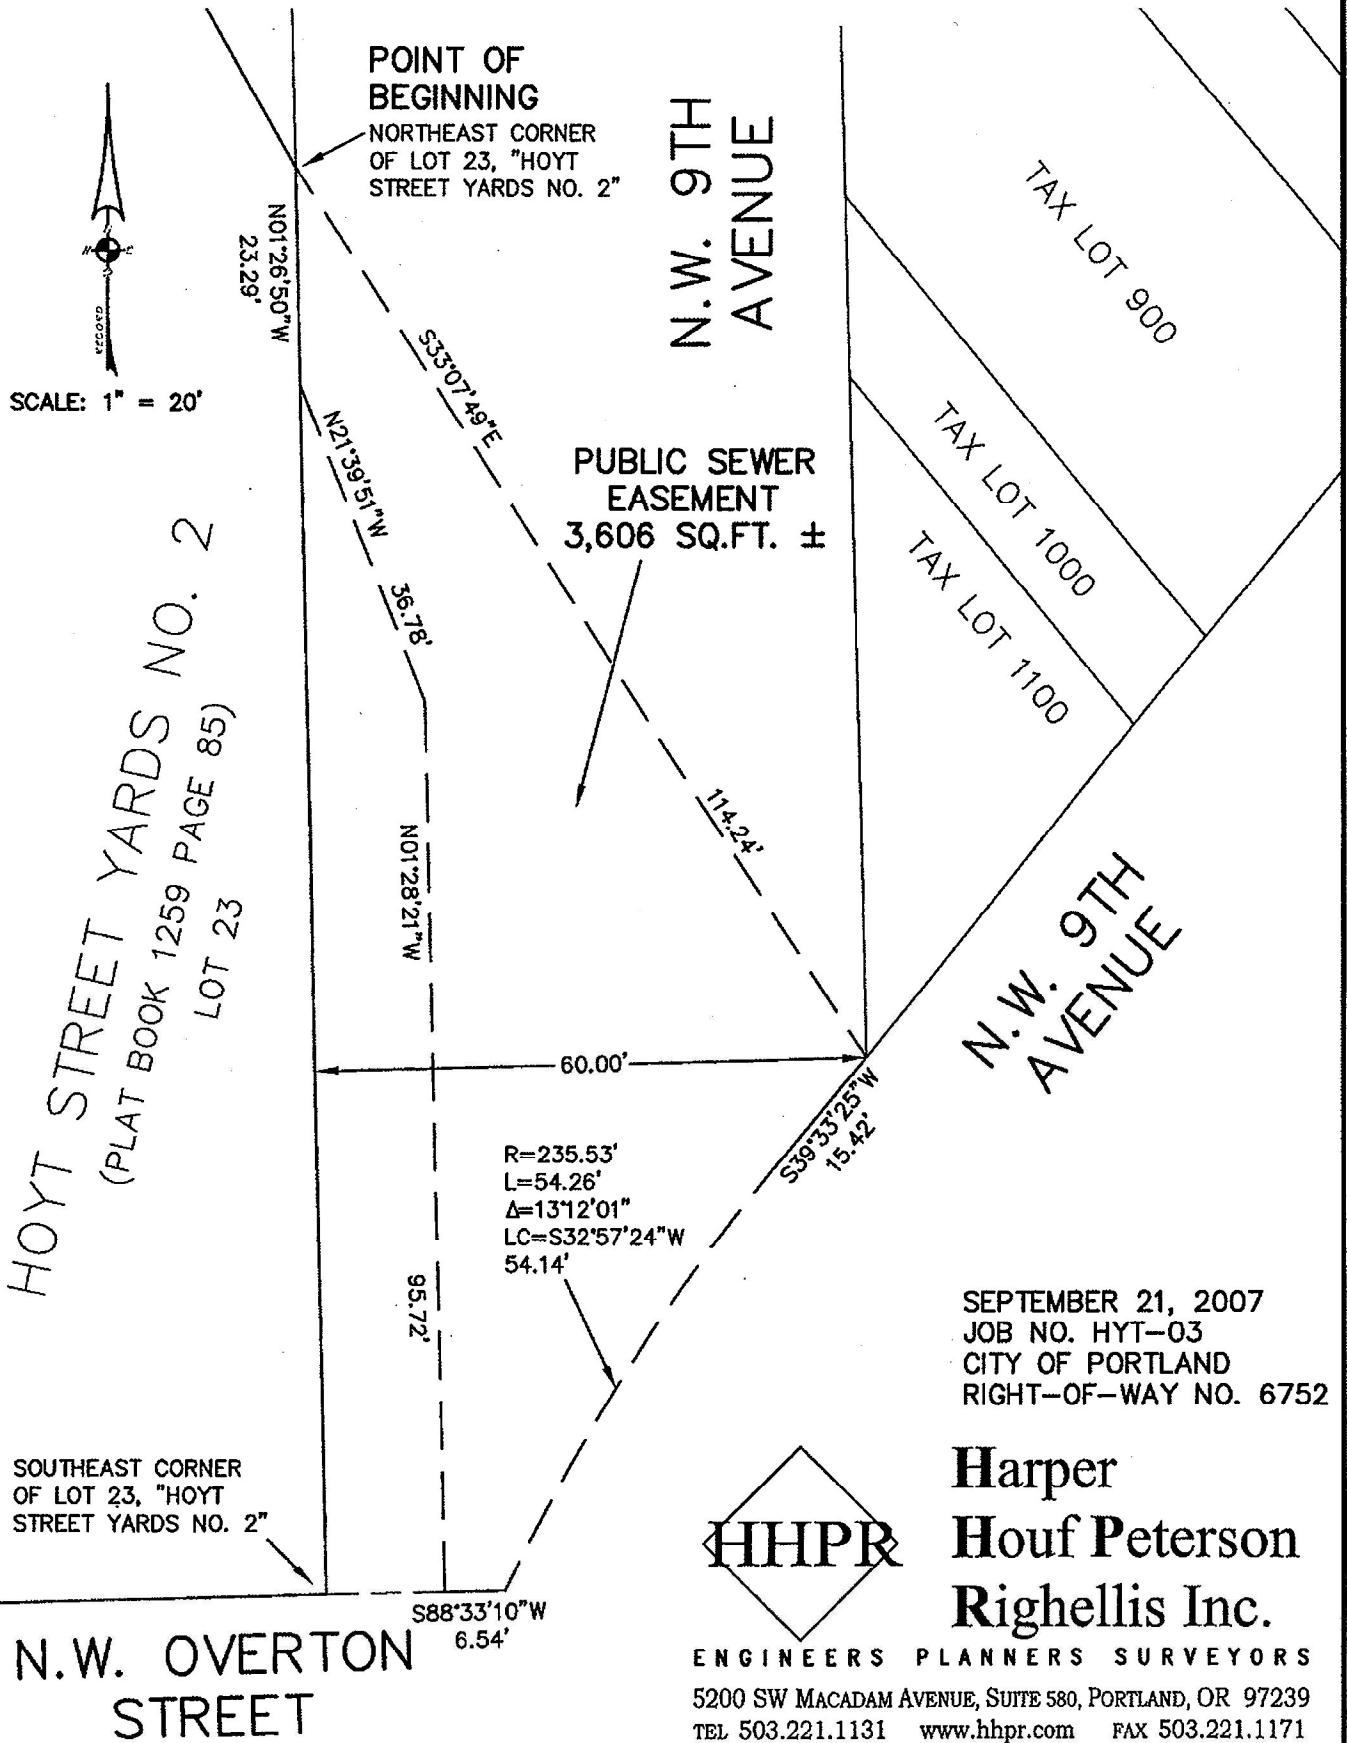 POINT OF
BEGINNING
NORTHEAST CORNER
OF LOT 23, "HOYT
STREET YARDS NO. 2"
N.W. 9TH
AVENUE
TAX LOT 900
N01°26'50"W
23.29'
SCALE: 1" = 20'
S33°07'49"E
N21°39'51"W
36.78'
PUBLIC SEWER
EASEMENT
3,606 SQ.FT. ±
TAX LOT 1000
TAX LOT 1100
HOYT STREET YARDS NO. 2
(PLAT BOOK 1259 PAGE 85)
LOT 23
114.24'
N01°28'21"W
N.W. 9TH
AVENUE
60.00'
S39°33'25"W
15.42'
R=235.53'
L=54.26'
Δ=13°12'01"
LC=S32°57'24"W
54.14'
95.72'
SEPTEMBER 21, 2007
JOB NO. HYT-03
CITY OF PORTLAND
RIGHT-OF-WAY NO. 6752
SOUTHEAST CORNER
OF LOT 23, "HOYT
STREET YARDS NO. 2"
S88°33'10"W
6.54'
N.W. OVERTON
STREET
HHPR
Harper
Houf Peterson
Righellis Inc.
ENGINEERS PLANNERS SURVEYORS
5200 SW MACADAM AVENUE, SUITE 580, PORTLAND, OR 97239
TEL 503.221.1131 www.hhpr.com FAX 503.221.1171